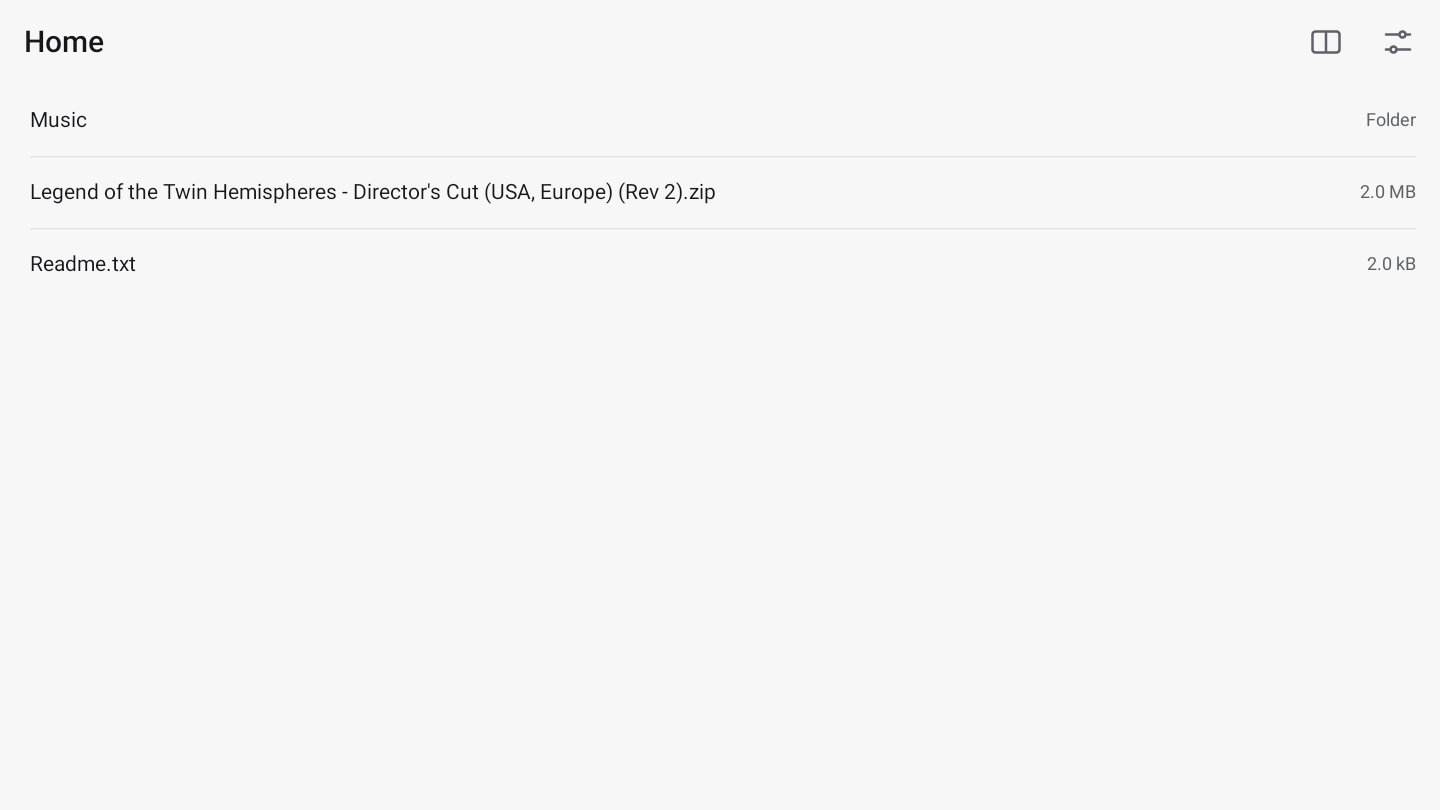 Home
Music Folder
Legend of the Twin Hemispheres - Director's Cut (USA, Europe) (Rev 2).zip 2.0 MB
Readme.txt 2.0 kB